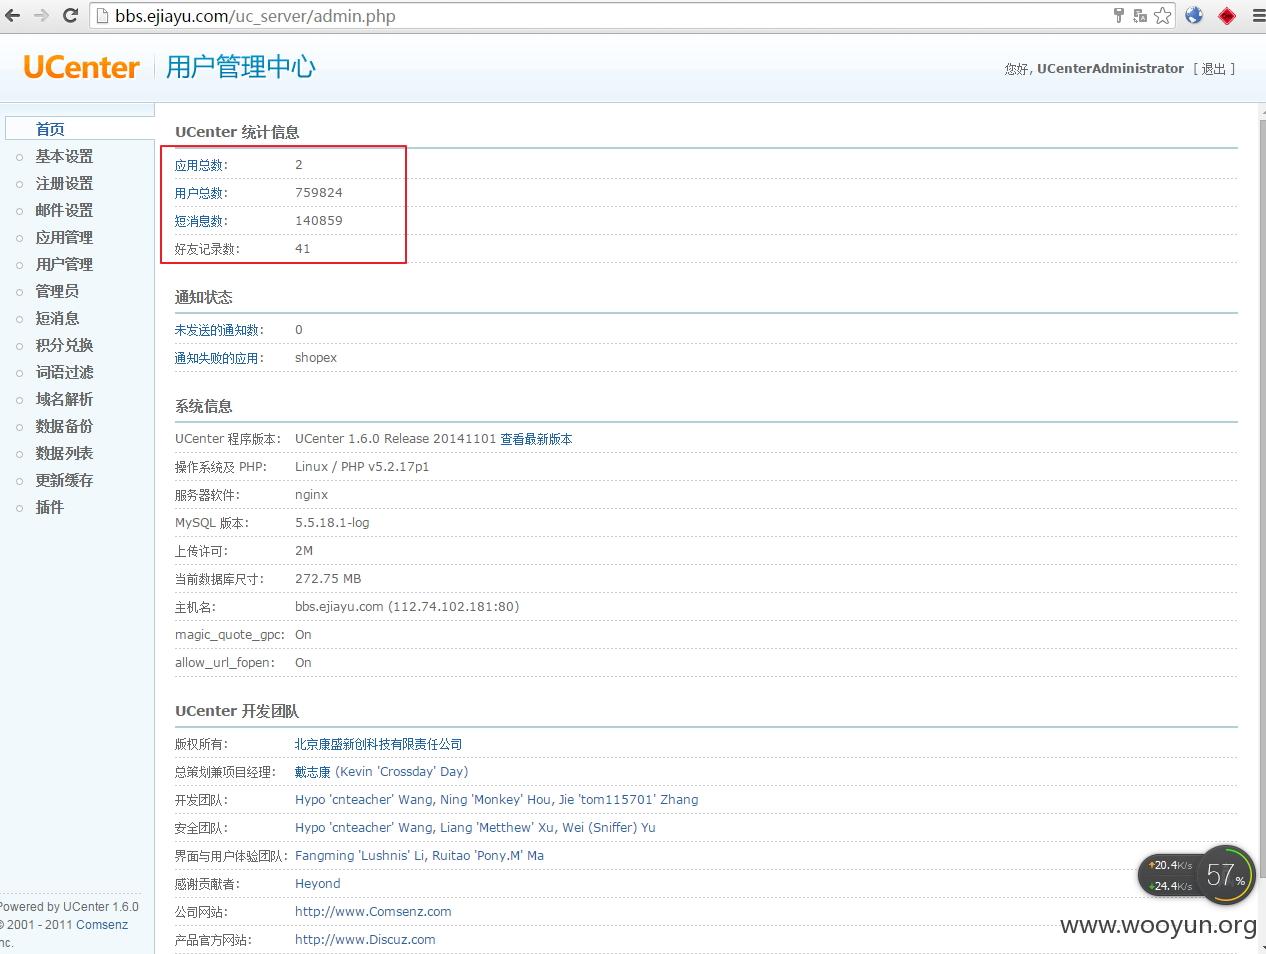 bbs.ejiayu.com/uc_server/admin.php
UCenter 用户管理中心
您好, UCenterAdministrator [ 退出 ]
首页
基本设置
注册设置
邮件设置
应用管理
用户管理
管理员
短消息
积分兑换
词语过滤
域名解析
数据备份
数据列表
更新缓存
插件
UCenter 统计信息
应用总数: 2
用户总数: 759824
短消息数: 140859
好友记录数: 41
通知状态
未发送的通知数: 0
通知失败的应用: shopex
系统信息
UCenter 程序版本: UCenter 1.6.0 Release 20141101 查看最新版本
操作系统及 PHP: Linux / PHP v5.2.17p1
服务器软件: nginx
MySQL 版本: 5.5.18.1-log
上传许可: 2M
当前数据库尺寸: 272.75 MB
主机名: bbs.ejiayu.com (112.74.102.181:80)
magic_quote_gpc: On
allow_url_fopen: On
UCenter 开发团队
版权所有: 北京康盛新创科技有限责任公司
总策划兼项目经理: 戴志康 (Kevin 'Crossday' Day)
开发团队: Hypo 'cnteacher' Wang, Ning 'Monkey' Hou, Jie 'tom115701' Zhang
安全团队: Hypo 'cnteacher' Wang, Liang 'Metthew' Xu, Wei (Sniffer) Yu
界面与用户体验团队: Fangming 'Lushnis' Li, Ruitao 'Pony.M' Ma
感谢贡献者: Heyond
公司网站: http://www.Comsenz.com
产品官方网站: http://www.Discuz.com
Powered by UCenter 1.6.0
© 2001 - 2011 Comsenz
nc.
20.4K/s
24.4K/s
57%
www.wooyun.org